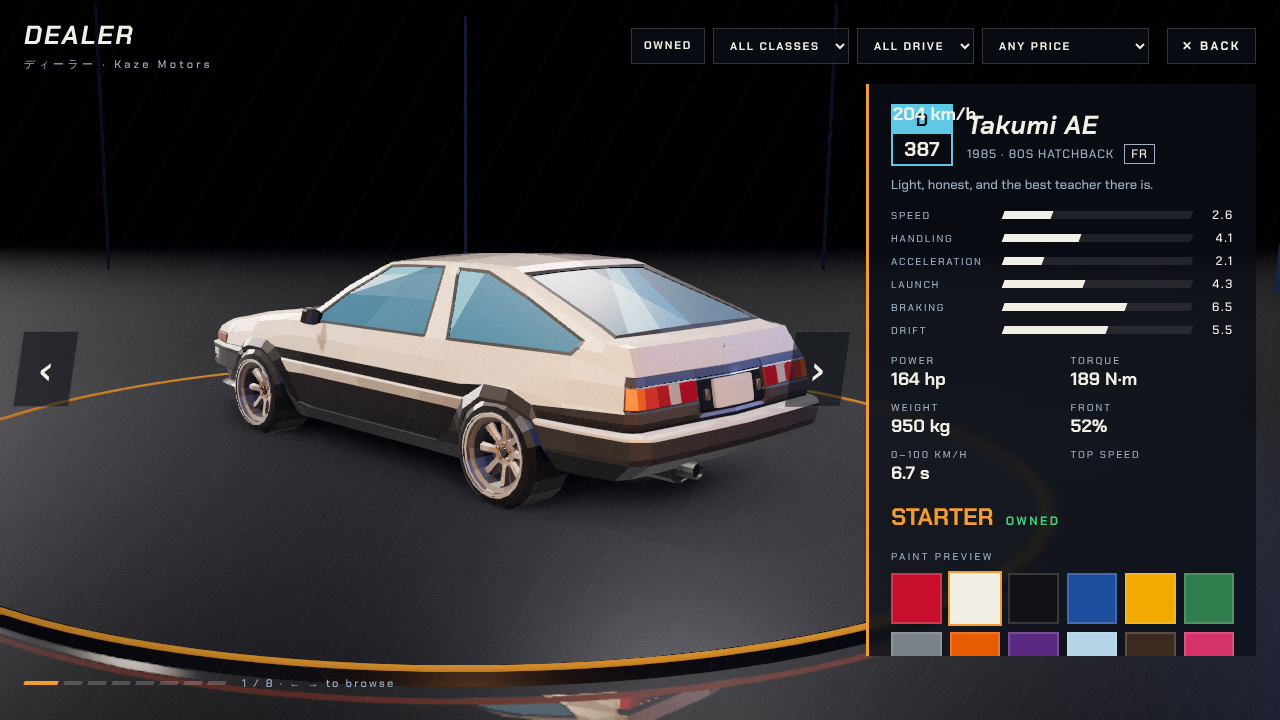 DEALER
ディーラー · Kaze Motors
OWNED
ALL CLASSES
ALL DRIVE
ANY PRICE
✕ BACK
204 km/h
D
387
Takumi AE
1985 · 80S HATCHBACK FR
Light, honest, and the best teacher there is.
SPEED 2.6
HANDLING 4.1
ACCELERATION 2.1
LAUNCH 4.3
BRAKING 6.5
DRIFT 5.5
POWER
164 hp
TORQUE
189 N·m
WEIGHT
950 kg
FRONT
52%
0–100 KM/H
6.7 s
TOP SPEED
STARTER OWNED
PAINT PREVIEW
‹
›
1 / 8 · ← → to browse